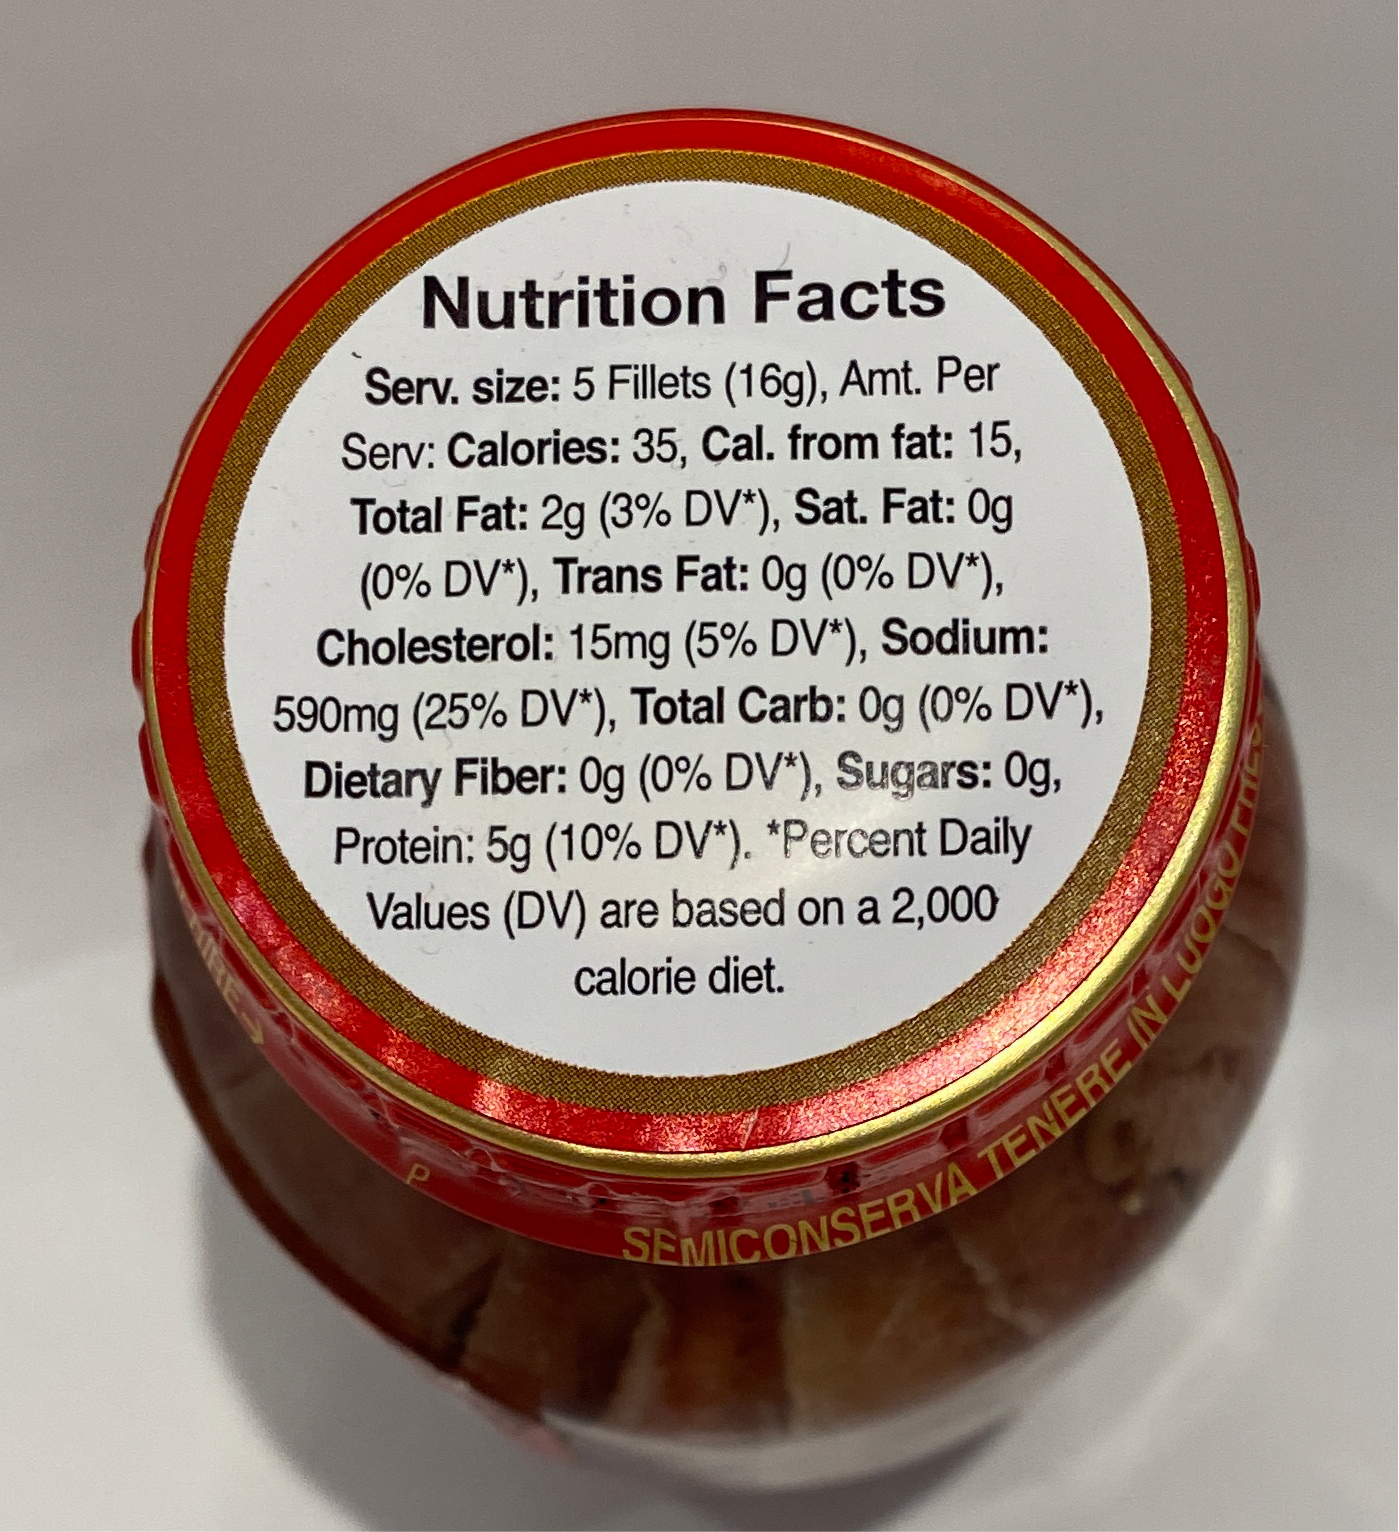 Nutrition Facts
Serv. size: 5 Fillets (16g), Amt. Per
Serv: Calories: 35, Cal. from fat: 15,
Total Fat: 2g (3% DV*), Sat. Fat: 0g
(0% DV*), Trans Fat: 0g (0% DV*),
Cholesterol: 15mg (5% DV*), Sodium:
590mg (25% DV*), Total Carb: 0g (0% DV*),
Dietary Fiber: 0g (0% DV*), Sugars: 0g,
Protein: 5g (10% DV*). *Percent Daily
Values (DV) are based on a 2,000
calorie diet.
P
SEMICONSERVA TENERE IN LUOGO